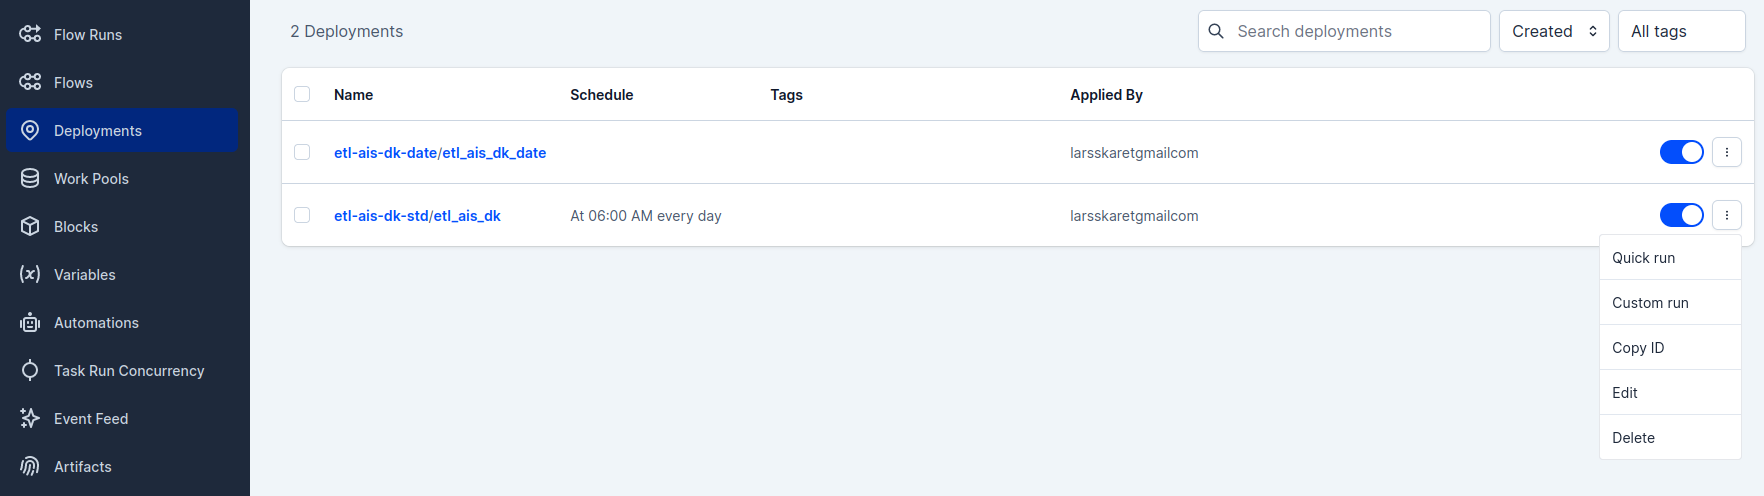 Flow Runs
Flows
Deployments
Work Pools
Blocks
Variables
Automations
Task Run Concurrency
Event Feed
Artifacts
2 Deployments
Search deployments
Created
All tags
Name Schedule Tags Applied By
etl-ais-dk-date/etl_ais_dk_date larsskaretgmailcom
etl-ais-dk-std/etl_ais_dk At 06:00 AM every day larsskaretgmailcom
Quick run
Custom run
Copy ID
Edit
Delete